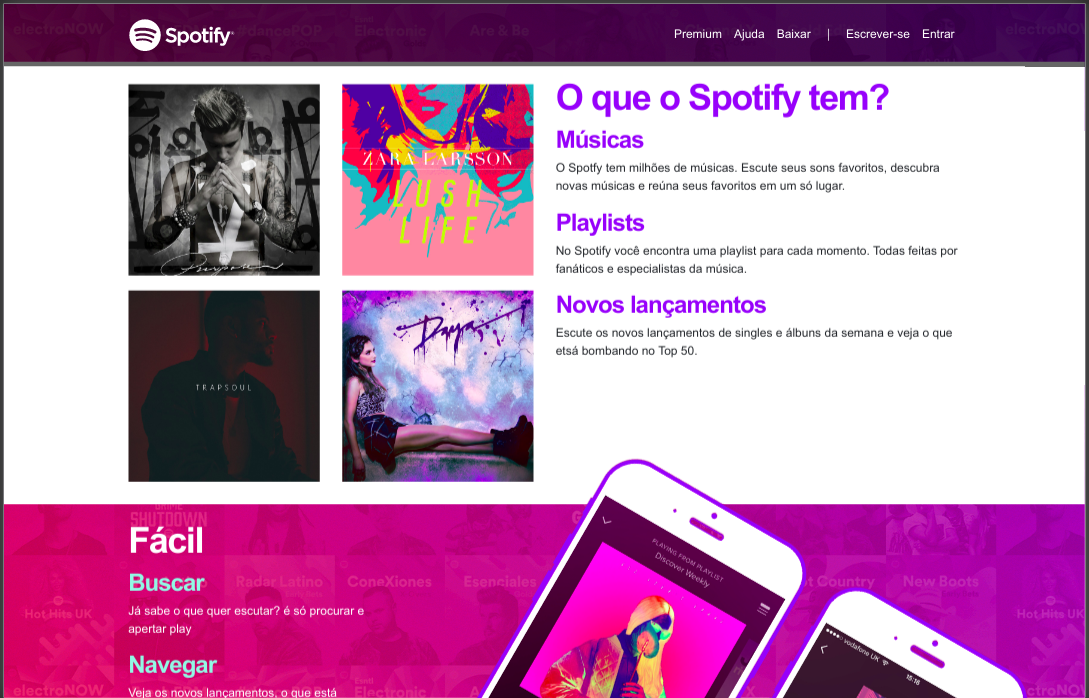 electroNOW
#dancePOP
Electronic
Are & Be
electroNO
Spotify
Premium Ajuda Baixar | Escrever-se Entrar
Purpose
ZARA LARSSON
LUSH
LIFE
TRAPSOUL
Daya
O que o Spotify tem?
Músicas
O Spotfy tem milhões de músicas. Escute seus sons favoritos, descubra
novas músicas e reúna seus favoritos em um só lugar.
Playlists
No Spotify você encontra uma playlist para cada momento. Todas feitas por
fanáticos e especialistas da música.
Novos lançamentos
Escute os novos lançamentos de singles e álbuns da semana e veja o que
etsá bombando no Top 50.
GRIME
SHUTDOWN
Fácil
Buscar
Já sabe o que quer escutar? é só procurar e
apertar play
Navegar
Veja os novos lançamentos, o que está
Radar Latino
ConeXiones
Esenciales
t Country
New Boots
Hot Hits UK
Hot Hits UK
electroNOW
Electronic
ectroNO
PLAYING FROM PLAYLIST
Discover Weekly
vodafone UK
15:16